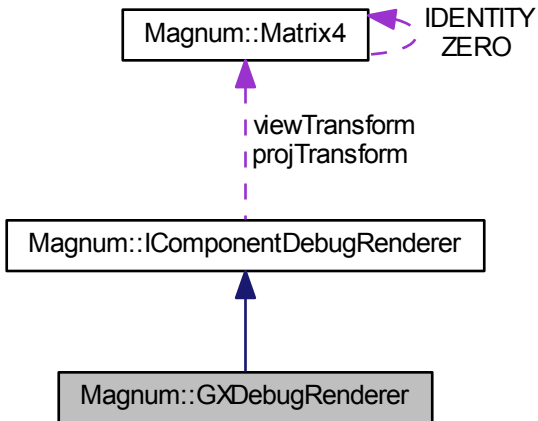 Magnum::Matrix4
IDENTITY
ZERO
viewTransform
projTransform
Magnum::IComponentDebugRenderer
Magnum::GXDebugRenderer